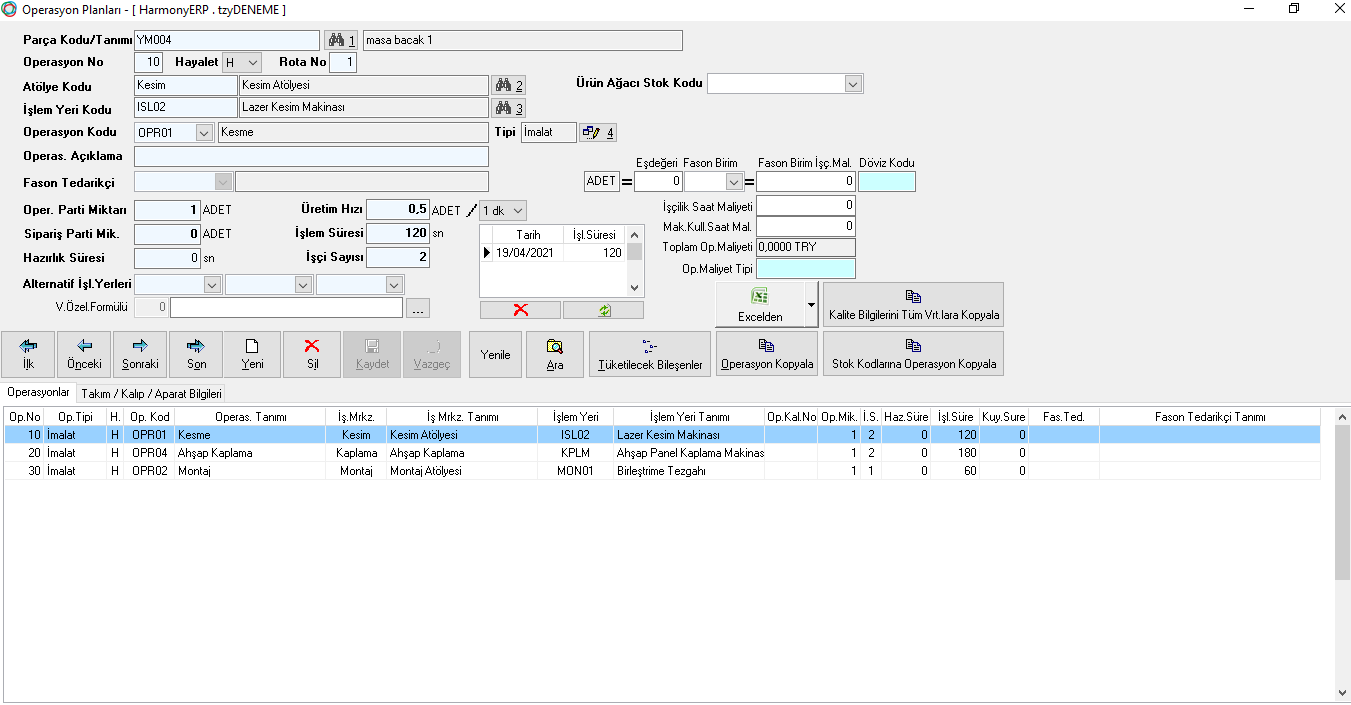 Operasyon Planları - [ HarmonyERP . tzyDENEME ]
Parça Kodu/Tanımı YM004 1 masa bacak 1
Operasyon No 10 Hayalet H Rota No 1
Atölye Kodu Kesim Kesim Atölyesi 2 Ürün Ağacı Stok Kodu
İşlem Yeri Kodu ISL02 Lazer Kesim Makinası 3
Operasyon Kodu OPR01 Kesme Tipi İmalat 4
Operas. Açıklama
Eşdeğeri Fason Birim Fason Birim İşç.Mal. Döviz Kodu
Fason Tedarikçi ADET = 0 = 0
Oper. Parti Miktarı 1 ADET Üretim Hızı 0,5 ADET / 1 dk İşçilik Saat Maliyeti 0
Sipariş Parti Mik. 0 ADET İşlem Süresi 120 sn Tarih İşl.Süresi Mak.Kull.Saat Mal. 0
Hazırlık Süresi 0 sn İşçi Sayısı 2 19/04/2021 120 Toplam Op.Maliyeti 0,0000 TRY
Op.Maliyet Tipi
Alternatif İşl.Yerleri
V.Özel.Formülü 0 ...
Excelden Kalite Bilgilerini Tüm Vrt.lara Kopyala
İlk Önceki Sonraki Son Yeni Sil Kaydet Vazgeç Yenile Ara Tüketilecek Bileşenler Operasyon Kopyala Stok Kodlarına Operasyon Kopyala
Operasyonlar Takım / Kalıp / Aparat Bilgileri
Op.No Op.Tipi H. Op. Kod Operas. Tanımı İş.Mrkz. İş Mrkz. Tanımı İşlem Yeri İşlem Yeri Tanımı Op.Kal.No Op.Mik. İ.S. Haz.Süre İşl.Süre Kuy.Sure Fas.Ted. Fason Tedarikçi Tanımı
10 İmalat H OPR01 Kesme Kesim Kesim Atölyesi ISL02 Lazer Kesim Makinası 1 2 0 120 0
20 İmalat H OPR04 Ahşap Kaplama Kaplama Ahşap Kaplama KPLM Ahşap Panel Kaplama Makinas 1 2 0 180 0
30 İmalat H OPR02 Montaj Montaj Montaj Atölyesi MON01 Birleştirme Tezgahı 1 1 0 60 0